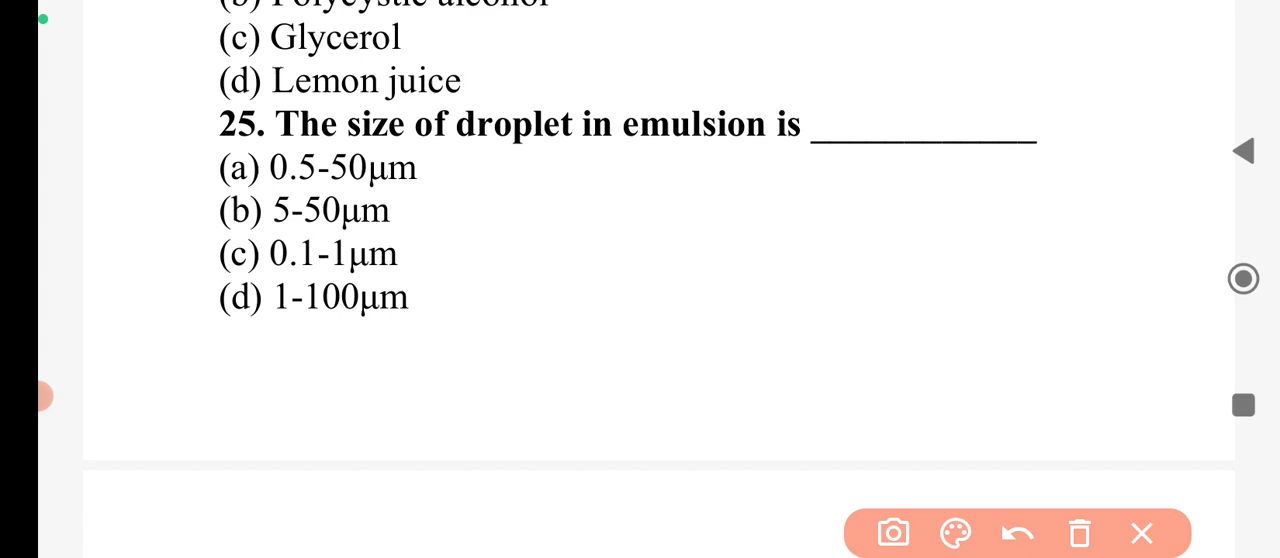 (c) Glycerol
(d) Lemon juice
25. The size of droplet in emulsion is ____________
(a) 0.5-50μm
(b) 5-50μm
(c) 0.1-1μm
(d) 1-100μm